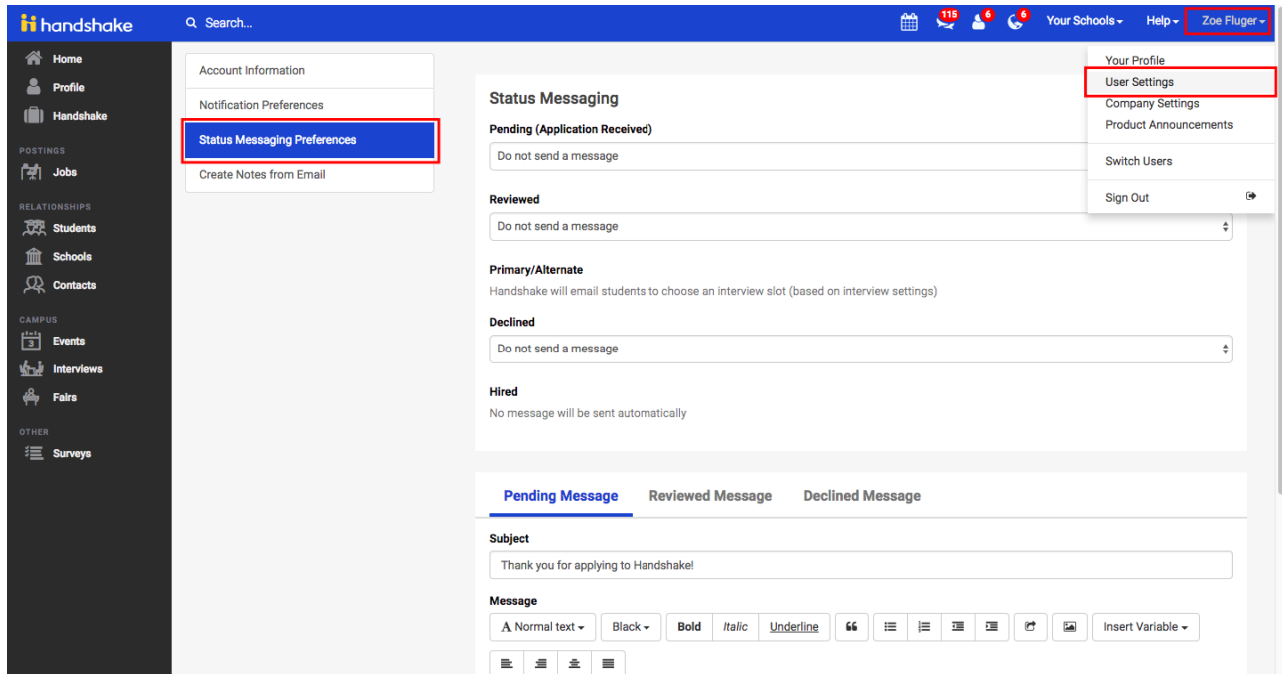 handshake
Search...
115
6
6
Your Schools
Help
Zoe Fluger
Home
Profile
Handshake
POSTINGS
Jobs
RELATIONSHIPS
Students
Schools
Contacts
CAMPUS
3
Events
Interviews
Fairs
OTHER
Surveys
Account Information
Notification Preferences
Status Messaging Preferences
Create Notes from Email
Your Profile
User Settings
Company Settings
Product Announcements
Switch Users
Sign Out
Status Messaging
Pending (Application Received)
Do not send a message
Reviewed
Do not send a message
Primary/Alternate
Handshake will email students to choose an interview slot (based on interview settings)
Declined
Do not send a message
Hired
No message will be sent automatically
Pending Message Reviewed Message Declined Message
Subject
Thank you for applying to Handshake!
Message
A Normal text Black Bold Italic Underline Insert Variable